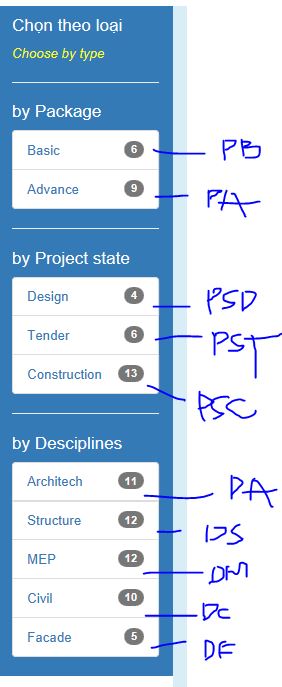 Chọn theo loại
Choose by type
by Package
Basic 6 PB
Advance 9 PA
by Project state
Design 4 PSD
Tender 6 PST
Construction 13 PSC
by Desciplines
Architech 11 DA
Structure 12 DS
MEP 12 DM
Civil 10 DC
Facade 5 DF